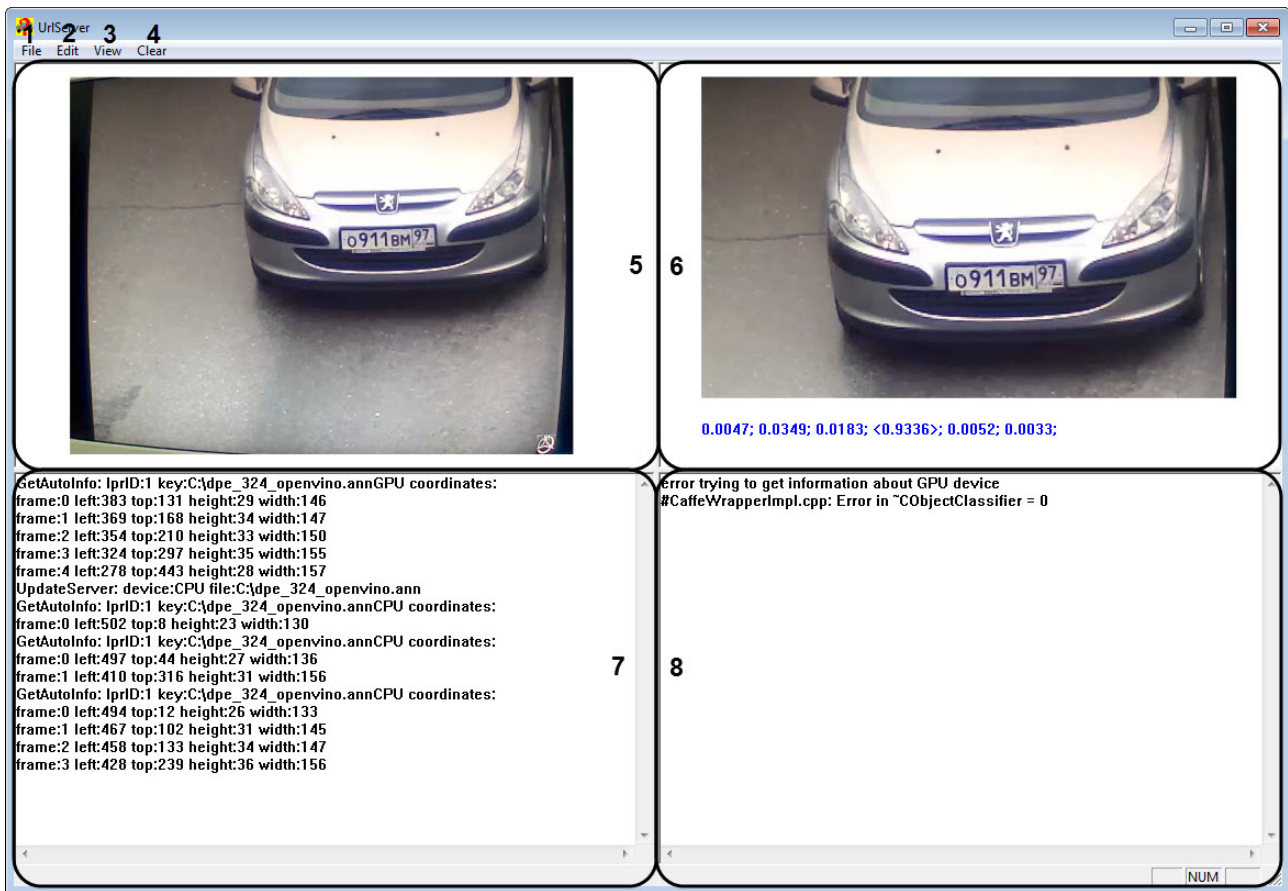 UrlServer
1 2 3 4
File Edit View Clear
О911ВМ 97
5
6
О911ВМ 97
0.0047; 0.0349; 0.0183; <0.9336>; 0.0052; 0.0033;
GetAutoInfo: lprID:1 key:C:\dpe_324_openvino.annGPU coordinates:
frame:0 left:383 top:131 height:29 width:146
frame:1 left:369 top:168 height:34 width:147
frame:2 left:354 top:210 height:33 width:150
frame:3 left:324 top:297 height:35 width:155
frame:4 left:278 top:443 height:28 width:157
UpdateServer: device:CPU file:C:\dpe_324_openvino.ann
GetAutoInfo: lprID:1 key:C:\dpe_324_openvino.annCPU coordinates:
frame:0 left:502 top:8 height:23 width:130
GetAutoInfo: lprID:1 key:C:\dpe_324_openvino.annCPU coordinates:
frame:0 left:497 top:44 height:27 width:136
frame:1 left:410 top:316 height:31 width:156
GetAutoInfo: lprID:1 key:C:\dpe_324_openvino.annCPU coordinates:
frame:0 left:494 top:12 height:26 width:133
frame:1 left:467 top:102 height:31 width:145
frame:2 left:458 top:133 height:34 width:147
frame:3 left:428 top:239 height:36 width:156
7
error trying to get information about GPU device
#CaffeWrapperImpl.cpp: Error in ~CObjectClassifier = 0
8
NUM